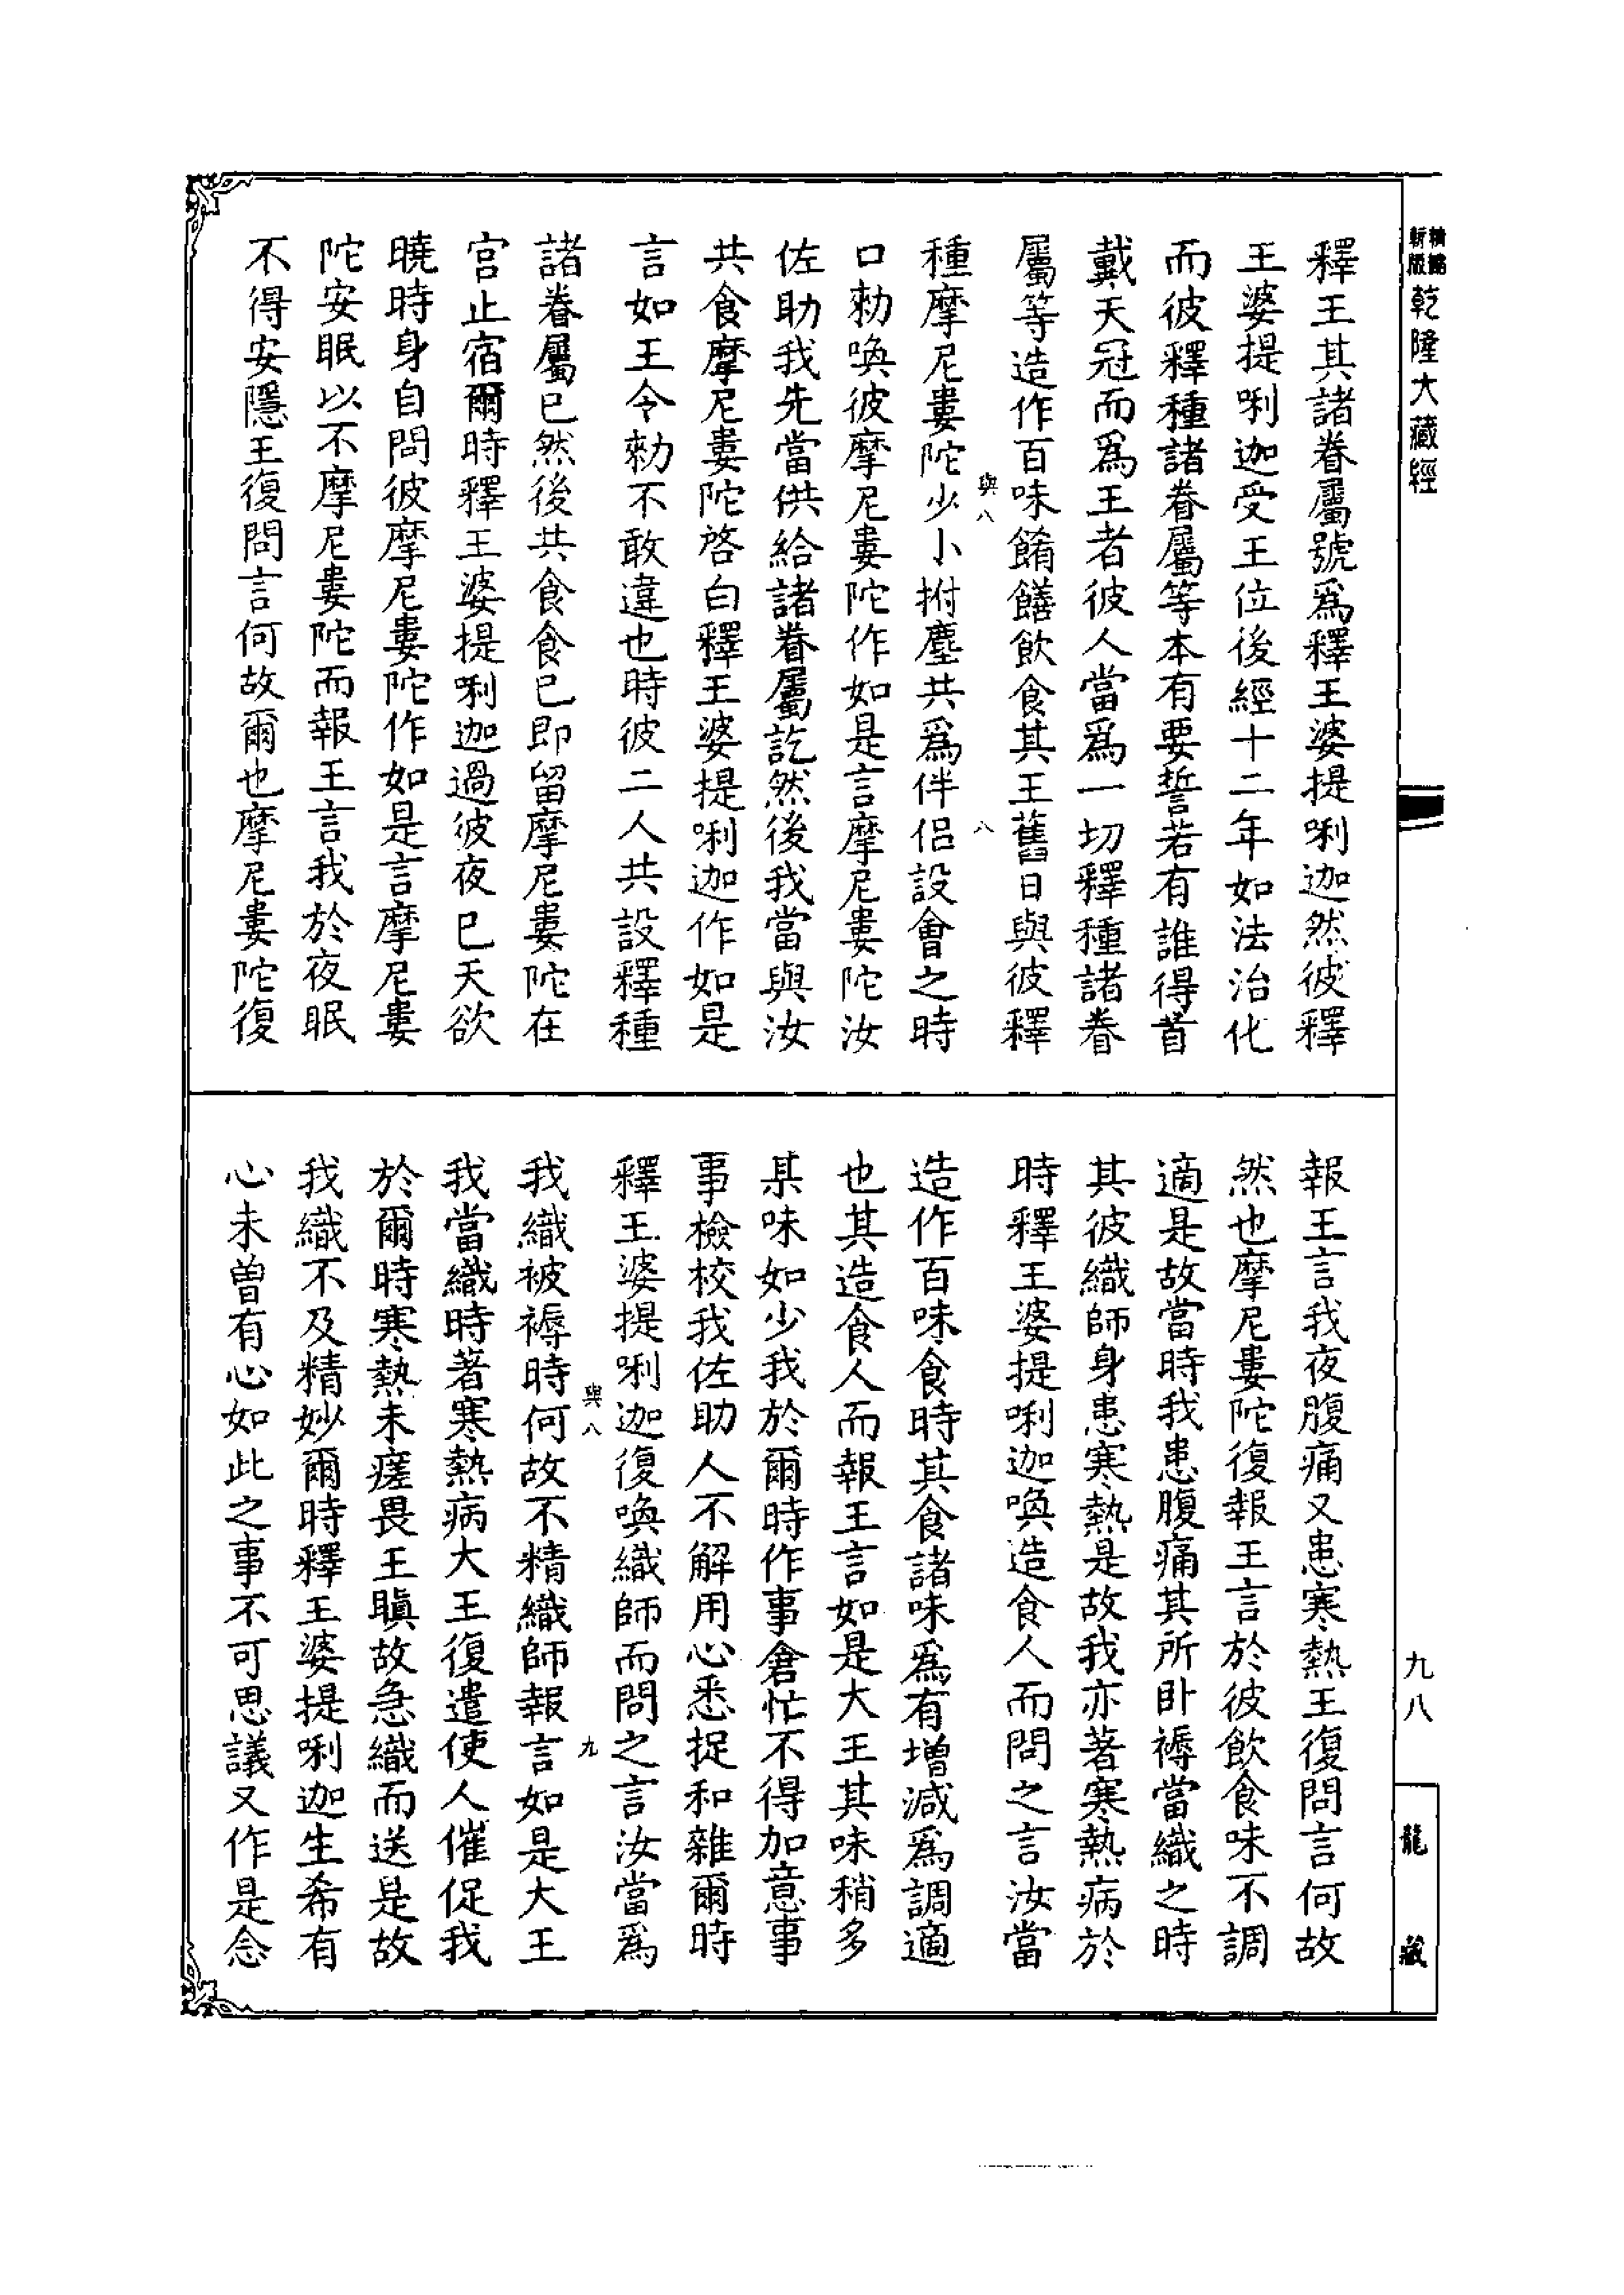 乾隆大藏經
釋王其諸眷屬號爲釋王婆提唎迦然彼釋
王婆提唎迦受王位後經十二年如法治化
而彼釋種諸眷屬等本有要誓若有誰得首
戴天冠而爲王者彼人當爲一切釋種諸眷
屬等造作百味餚饍飲食其王舊日與彼釋
與八
八
種摩尼婁陀少小拊塵共爲伴侶設會之時
口勑喚彼摩尼婁陀作如是言摩尼婁陀汝
佐助我先當供給諸眷屬訖然後我當與汝
共食摩尼婁陀啓白釋王婆提唎迦作如是
言如王令勑不敢違也時彼二人共設釋種
諸眷屬已然後共食食已即留摩尼婁陀在
宮止宿爾時釋王婆提唎迦過彼夜已天欲
曉時身自問彼摩尼婁陀作如是言摩尼婁
陀安眠以不摩尼婁陀而報王言我於夜眠
不得安隱王復問言何故爾也摩尼婁陀復
報王言我夜腹痛又患寒熱王復問言何故
然也摩尼婁陀復報王言於彼飲食味不調
適是故當時我患腹痛其所臥褥當織之時
其彼織師身患寒熱是故我亦著寒熱病於
時釋王婆提唎迦喚造食人而問之言汝當
造作百味食時其食諸味爲有增減爲調適
也其造食人而報王言如是大王其味稍多
某味如少我於爾時作事倉忙不得加意事
事檢校我佐助人不解用心悉捉和雜爾時
釋王婆提唎迦復喚織師而問之言汝當爲
與八
九
我織被褥時何故不精織師報言如是大王
我當織時著寒熱病大王復遣使人催促我
於爾時寒熱未瘥畏王瞋故急織而送是故
我織不及精妙爾時釋王婆提唎迦生希有
心未曾有心如此之事不可思議又作是念
九八
龍藏